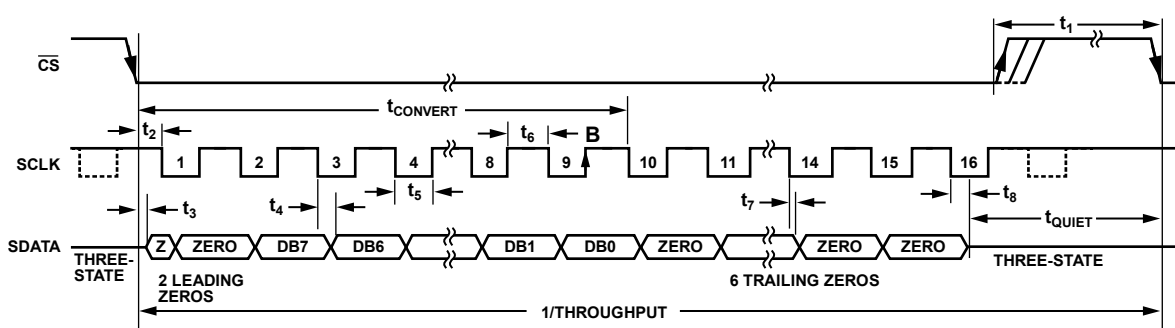 t1
CS
tCONVERT
t2 t6 B
SCLK 1 2 3 4 8 9 10 11 14 15 16
t3 t4 t5 t7 t8
tQUIET
SDATA Z ZERO DB7 DB6 DB1 DB0 ZERO ZERO ZERO
THREE-
STATE
2 LEADING
ZEROS
6 TRAILING ZEROS
THREE-STATE
1/THROUGHPUT